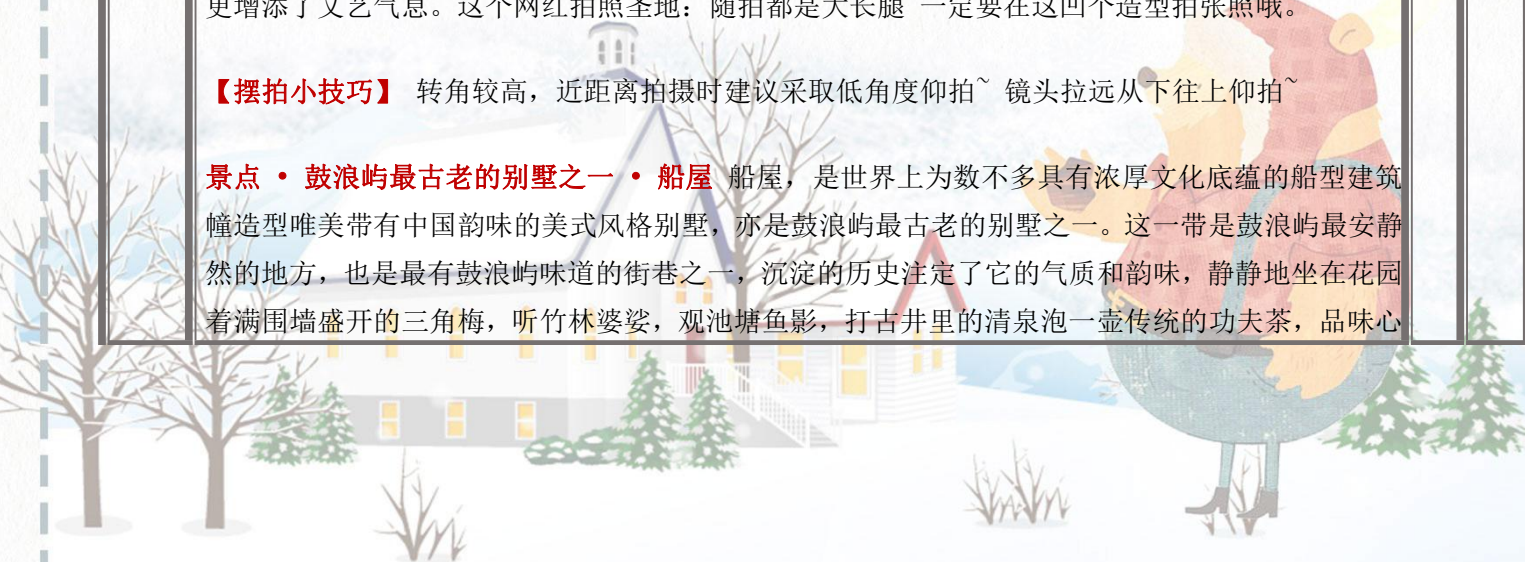 更增添了文艺气息。这个网红拍照圣地：随拍都是大长腿 一定要在这凹个造型拍张照哦。
【摆拍小技巧】 转角较高，近距离拍摄时建议采取低角度仰拍~ 镜头拉远从下往上仰拍~
景点 • 鼓浪屿最古老的别墅之一 • 船屋 船屋，是世界上为数不多具有浓厚文化底蕴的船型建筑
幢造型唯美带有中国韵味的美式风格别墅，亦是鼓浪屿最古老的别墅之一。这一带是鼓浪屿最安静
然的地方，也是最有鼓浪屿味道的街巷之一，沉淀的历史注定了它的气质和韵味，静静地坐在花园
着满围墙盛开的三角梅，听竹林婆娑，观池塘鱼影，打古井里的清泉泡一壶传统的功夫茶，品味心